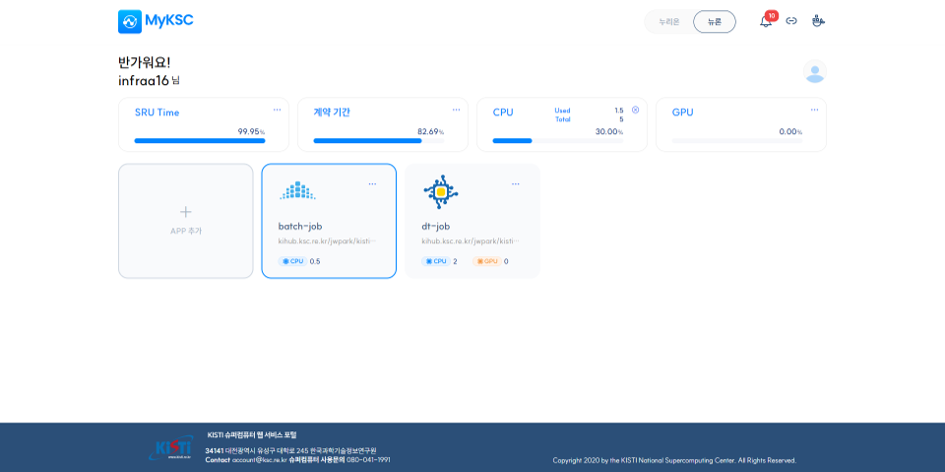 MyKSC
누리온
뉴론
10
반가워요!
infraa16 님
SRU Time
99.95%
계약 기간
82.69%
CPU
Used 1.5
Total 5
30.00%
GPU
0.00%
APP 추가
batch-job
kihub.ksc.re.kr/jwpark/kisti…
CPU 0.5
dt-job
kihub.ksc.re.kr/jwpark/kisti…
CPU 2
GPU 0
KISTI
www.kisti.re.kr
KISTI 슈퍼컴퓨터 웹 서비스 포털
34141 대전광역시 유성구 대학로 245 한국과학기술정보연구원
Contact account@ksc.re.kr 슈퍼컴퓨터 사용문의 080-041-1991
Copyright 2020 by the KISTI National Supercomputing Center. All Rights Reserved.